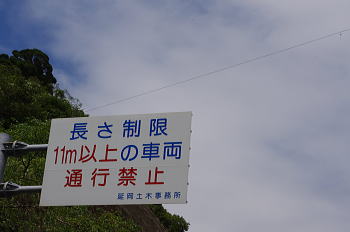 長さ制限
11m以上の車両
通行禁止
延岡土木事務所